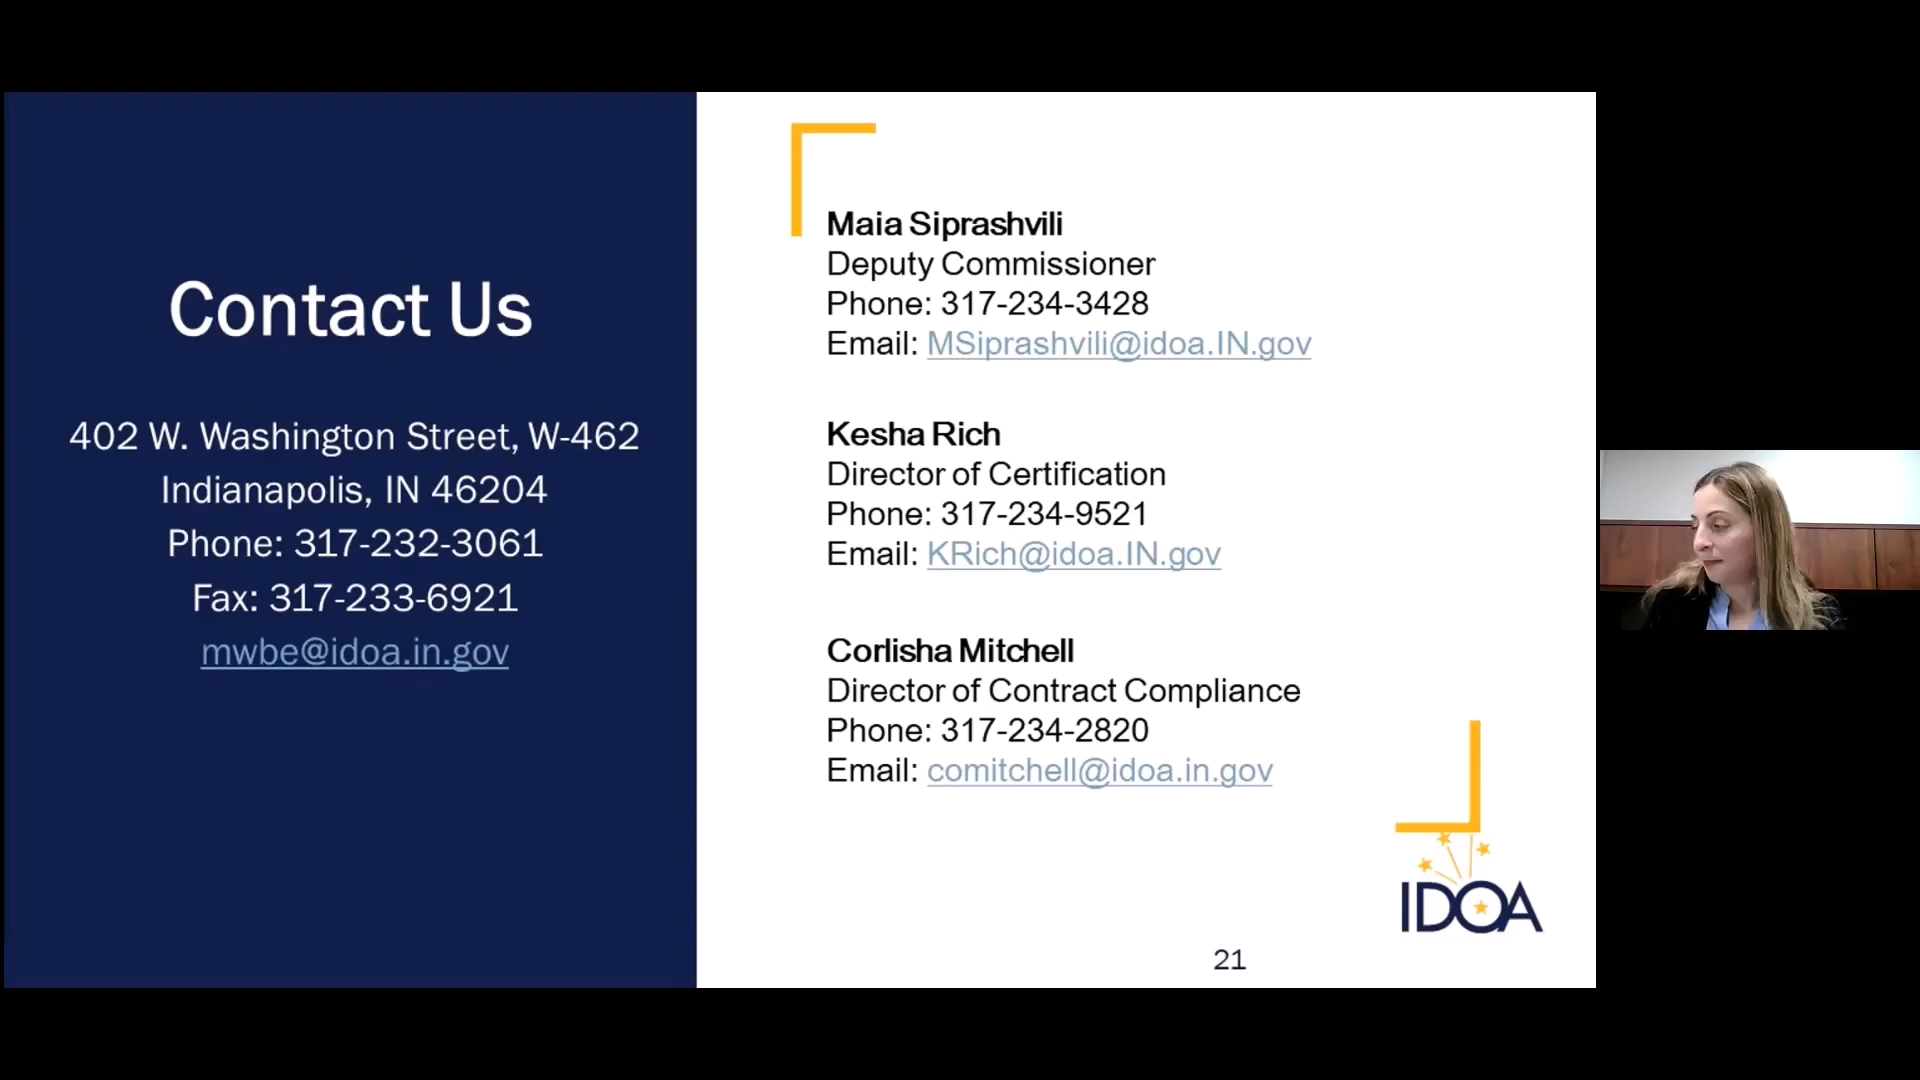 Contact Us
402 W. Washington Street, W-462
Indianapolis, IN 46204
Phone: 317-232-3061
Fax: 317-233-6921
mwbe@idoa.in.gov
Maia Siprashvili
Deputy Commissioner
Phone: 317-234-3428
Email: MSiprashvili@idoa.IN.gov
Kesha Rich
Director of Certification
Phone: 317-234-9521
Email: KRich@idoa.IN.gov
Corlisha Mitchell
Director of Contract Compliance
Phone: 317-234-2820
Email: comitchell@idoa.in.gov
IDOA
21